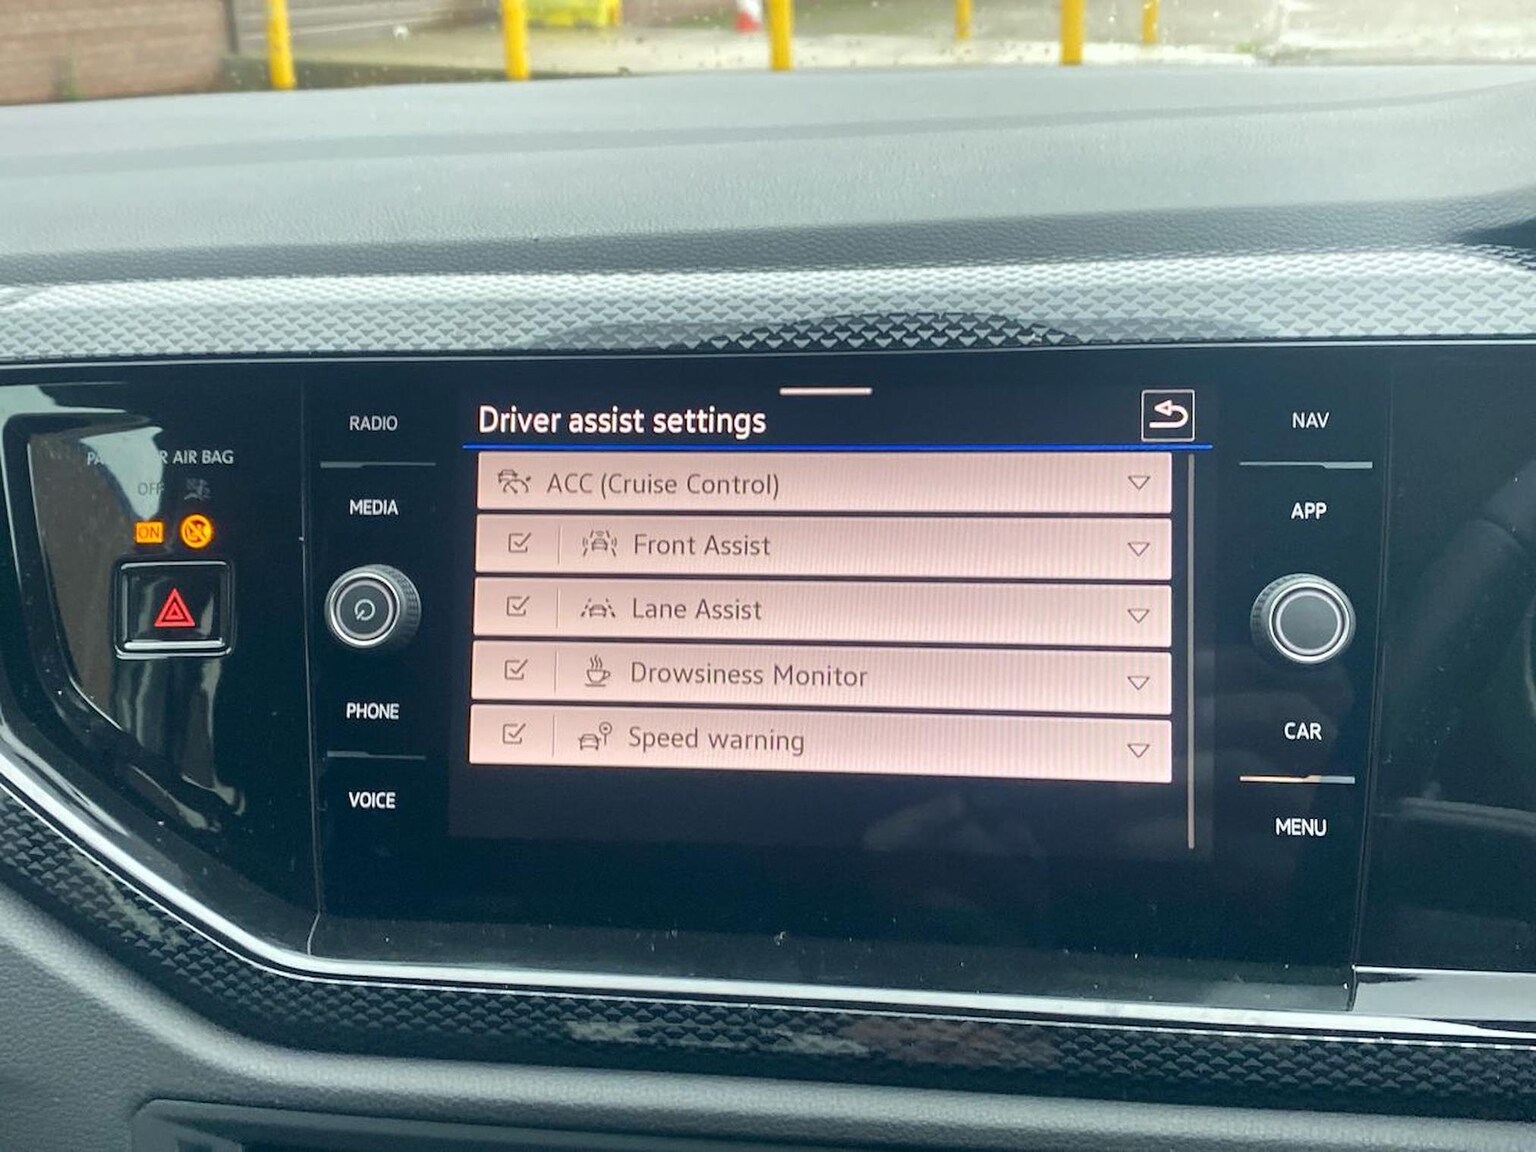 RADIO
Driver assist settings
NAV
AIR BAG
OFF
ON
MEDIA
ACC (Cruise Control)
APP
Front Assist
Lane Assist
PHONE
Drowsiness Monitor
CAR
Speed warning
VOICE
MENU